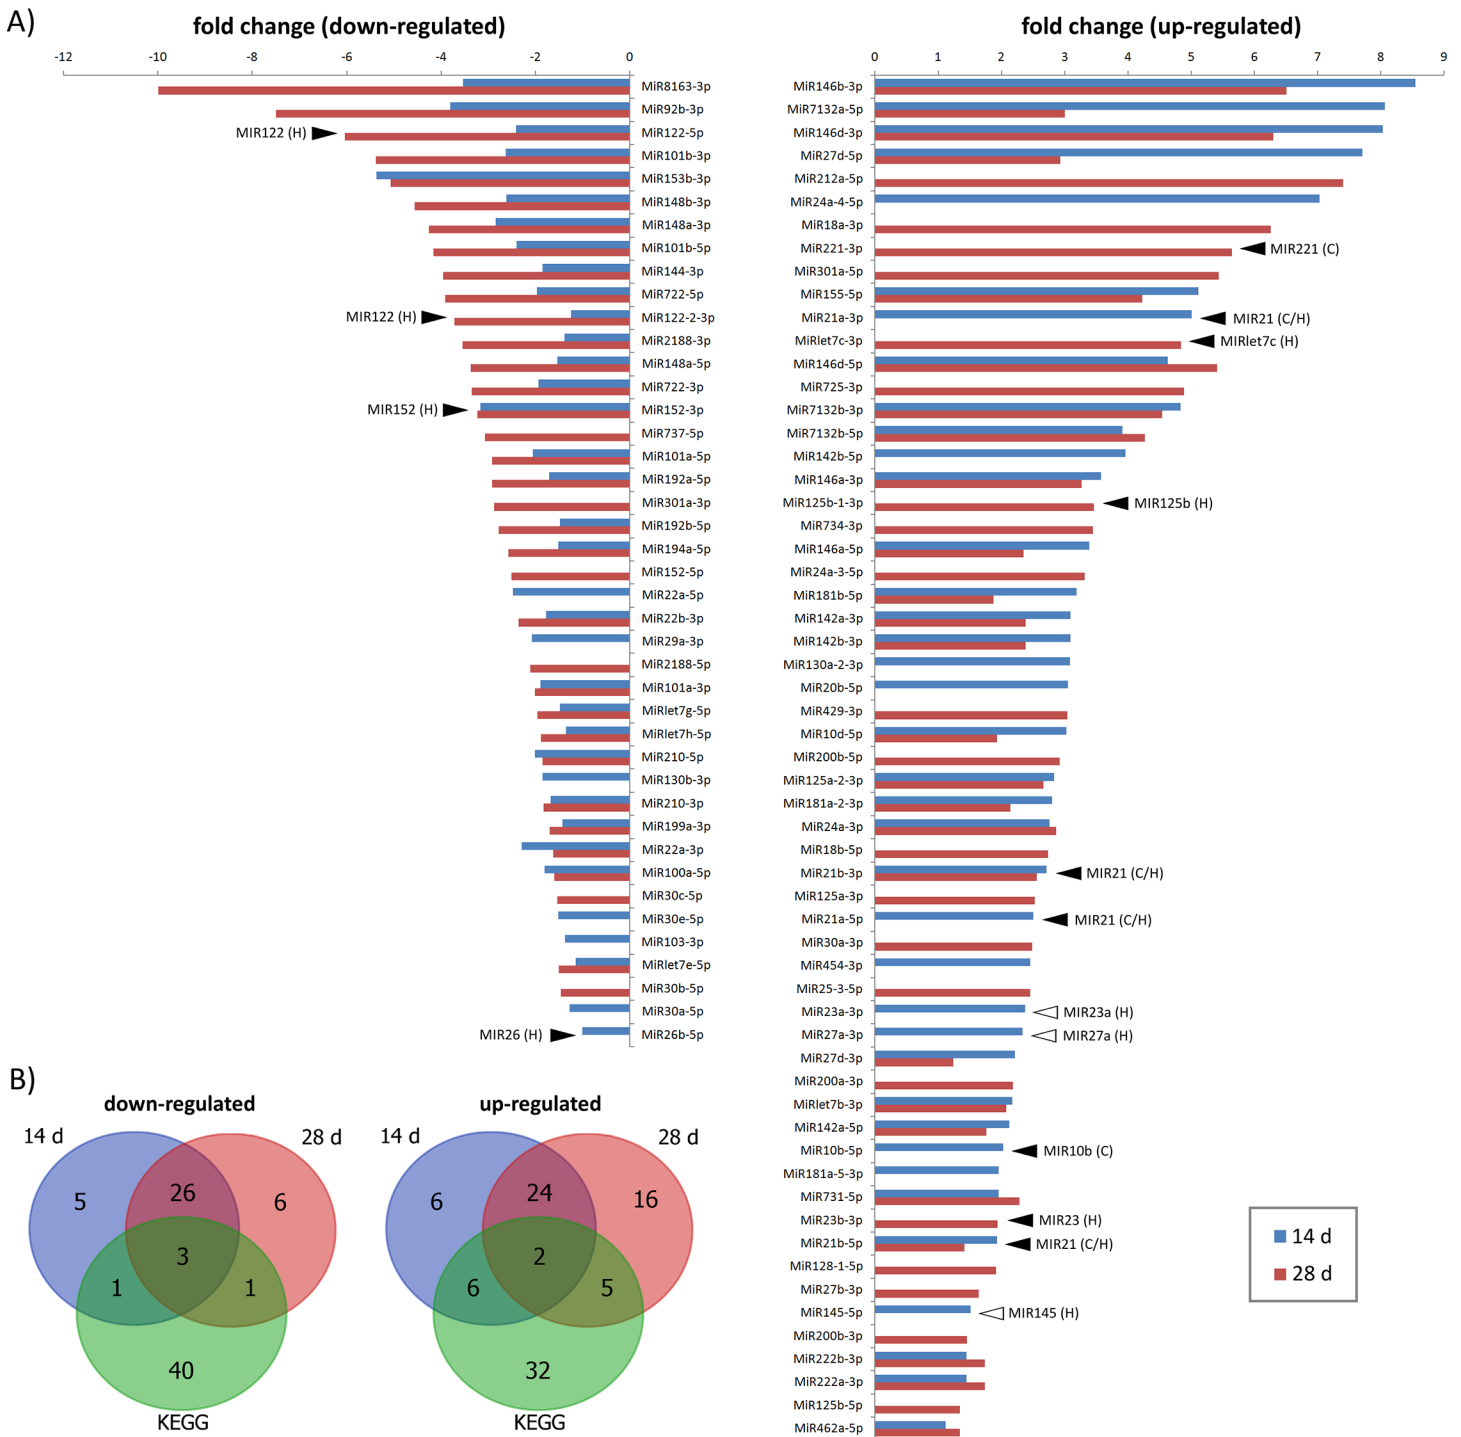 A)
fold change (down-regulated)
-12 -10 -8 -6 -4 -2 0
MiR8163-3p
MiR92b-3p
MIR122 (H) MiR122-5p
MiR101b-3p
MiR153b-3p
MiR148b-3p
MiR148a-3p
MiR101b-5p
MiR144-3p
MiR722-5p
MIR122 (H) MiR122-2-3p
MiR2188-3p
MiR148a-5p
MiR722-3p
MIR152 (H) MiR152-3p
MiR737-5p
MiR101a-5p
MiR192a-5p
MiR301a-3p
MiR192b-5p
MiR194a-5p
MiR152-5p
MiR22a-5p
MiR22b-3p
MiR29a-3p
MiR2188-5p
MiR101a-3p
MiRlet7g-5p
MiRlet7h-5p
MiR210-5p
MiR130b-3p
MiR210-3p
MiR199a-3p
MiR22a-3p
MiR100a-5p
MiR30c-5p
MiR30e-5p
MiR103-3p
MiRlet7e-5p
MiR30b-5p
MiR30a-5p
MIR26 (H) MiR26b-5p
fold change (up-regulated)
0 1 2 3 4 5 6 7 8 9
MiR146b-3p
MiR7132a-5p
MiR146d-3p
MiR27d-5p
MiR212a-5p
MiR24a-4-5p
MiR18a-3p
MiR221-3p MIR221 (C)
MiR301a-5p
MiR155-5p
MiR21a-3p MIR21 (C/H)
MiRlet7c-3p MIRlet7c (H)
MiR146d-5p
MiR725-3p
MiR7132b-3p
MiR7132b-5p
MiR142b-5p
MiR146a-3p
MiR125b-1-3p MIR125b (H)
MiR734-3p
MiR146a-5p
MiR24a-3-5p
MiR181b-5p
MiR142a-3p
MiR142b-3p
MiR130a-2-3p
MiR20b-5p
MiR429-3p
MiR10d-5p
MiR200b-5p
MiR125a-2-3p
MiR181a-2-3p
MiR24a-3p
MiR18b-5p
MiR21b-3p MIR21 (C/H)
MiR125a-3p
MiR21a-5p MIR21 (C/H)
MiR30a-3p
MiR454-3p
MiR25-3-5p
MiR23a-3p MIR23a (H)
MiR27a-3p MIR27a (H)
MiR27d-3p
MiR200a-3p
MiRlet7b-3p
MiR142a-5p
MiR10b-5p MIR10b (C)
MiR181a-5-3p
MiR731-5p
MiR23b-3p MIR23 (H)
MiR21b-5p MIR21 (C/H)
MiR128-1-5p
MiR27b-3p
MiR145-5p MIR145 (H)
MiR200b-3p
MiR222b-3p
MiR222a-3p
MiR125b-5p
MiR462a-5p
14 d
28 d
B)
down-regulated
14 d 28 d
5 26 6
3
1 1
40
KEGG
up-regulated
14 d 28 d
6 24 16
2
6 5
32
KEGG